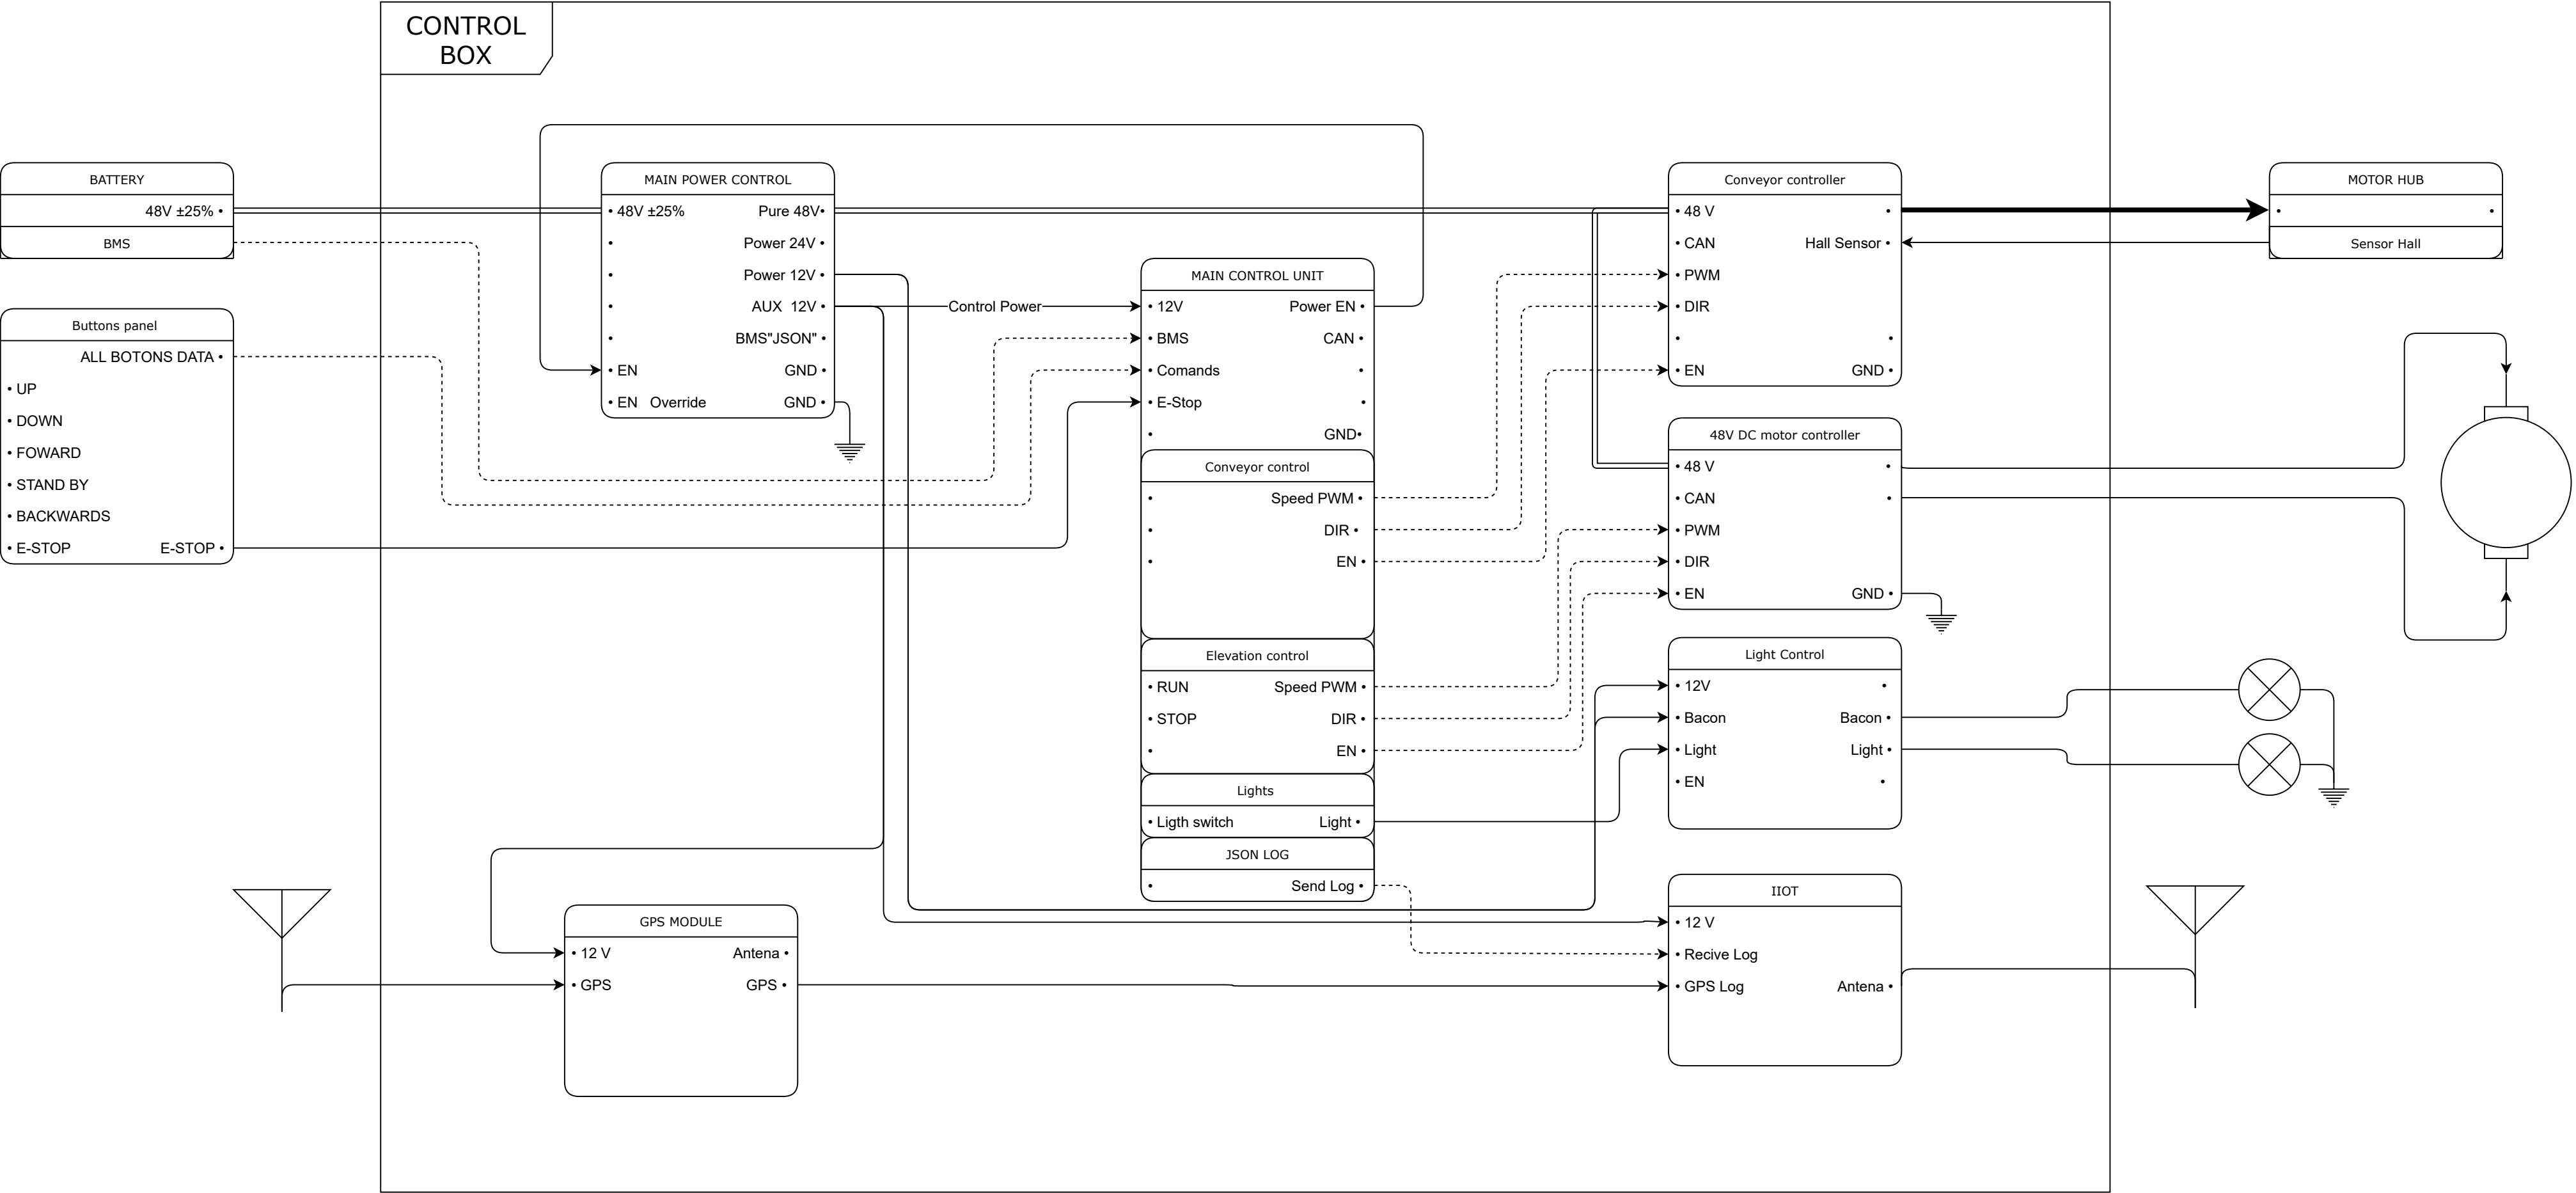 CONTROL
BOX
BATTERY
48V ±25% •
BMS
Buttons panel
ALL BOTONS DATA •
• UP
• DOWN
• FOWARD
• STAND BY
• BACKWARDS
• E-STOP E-STOP •
MAIN POWER CONTROL
• 48V ±25% Pure 48V•
• Power 24V •
• Power 12V •
• AUX 12V •
• BMS"JSON" •
• EN GND •
• EN Override GND •
Control Power
MAIN CONTROL UNIT
• 12V Power EN •
• BMS CAN •
• Comands •
• E-Stop •
• GND•
Conveyor control
• Speed PWM •
• DIR •
• EN •
Elevation control
• RUN Speed PWM •
• STOP DIR •
• EN •
Lights
• Ligth switch Light •
JSON LOG
• Send Log •
Conveyor controller
• 48 V •
• CAN Hall Sensor •
• PWM
• DIR
• •
• EN GND •
48V DC motor controller
• 48 V •
• CAN •
• PWM
• DIR
• EN GND •
Light Control
• 12V •
• Bacon Bacon •
• Light Light •
• EN •
IIOT
• 12 V
• Recive Log
• GPS Log Antena •
GPS MODULE
• 12 V Antena •
• GPS GPS •
MOTOR HUB
• •
Sensor Hall